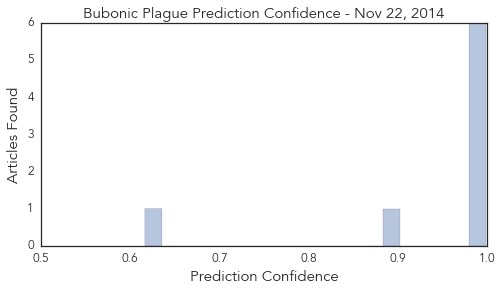 Bubonic Plague Prediction Confidence - Nov 22, 2014
Articles Found
6
5
4
3
2
1
0
0.5 0.6 0.7 0.8 0.9 1.0
Prediction Confidence